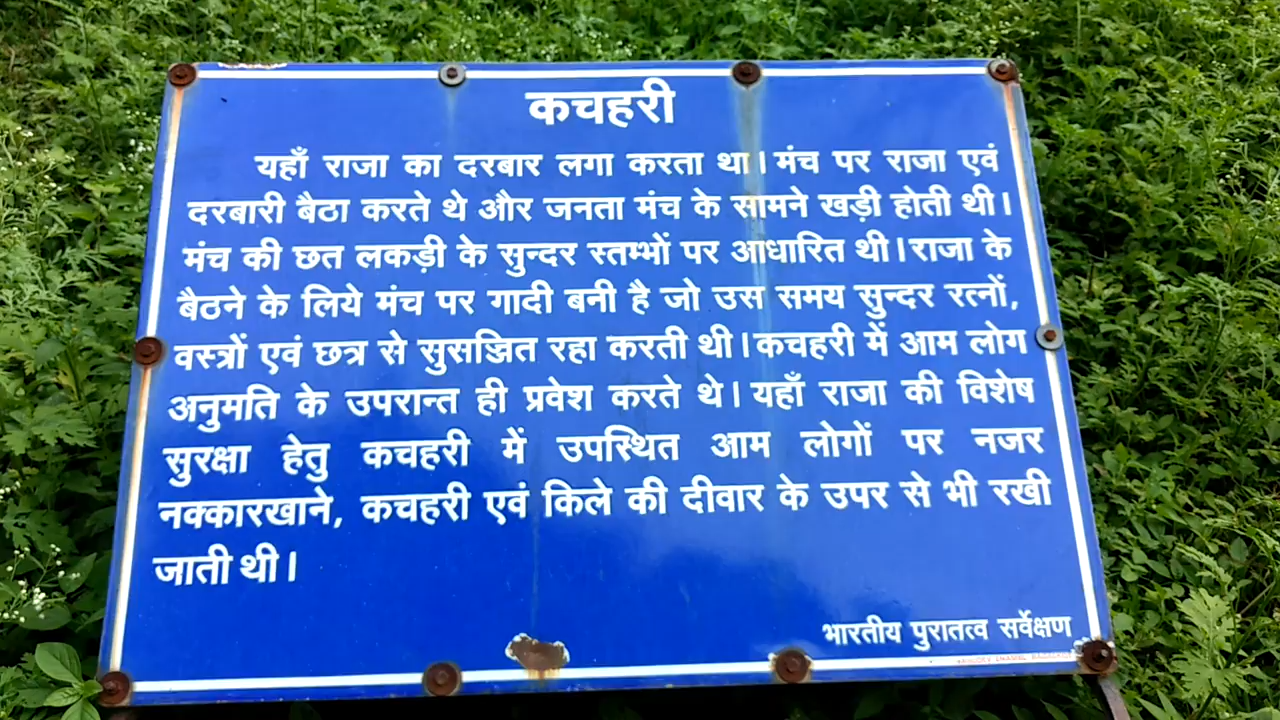 कचहरी
यहाँ राजा का दरबार लगा करता था। मंच पर राजा एवं
दरबारी बैठा करते थे और जनता मंच के सामने खड़ी होती थी।
मंच की छत लकड़ी के सुन्दर स्तम्भों पर आधारित थी। राजा के
बैठने के लिये मंच पर गादी बनी है जो उस समय सुन्दर रत्नों,
वस्त्रों एवं छत्र से सुसज्जित रहा करती थी। कचहरी में आम लोग
अनुमति के उपरान्त ही प्रवेश करते थे। यहाँ राजा की विशेष
सुरक्षा हेतु कचहरी में उपस्थित आम लोगों पर नजर
नक्कारखाने, कचहरी एवं किले की दीवार के उपर से भी रखी
जाती थी।
भारतीय पुरातत्व सर्वेक्षण